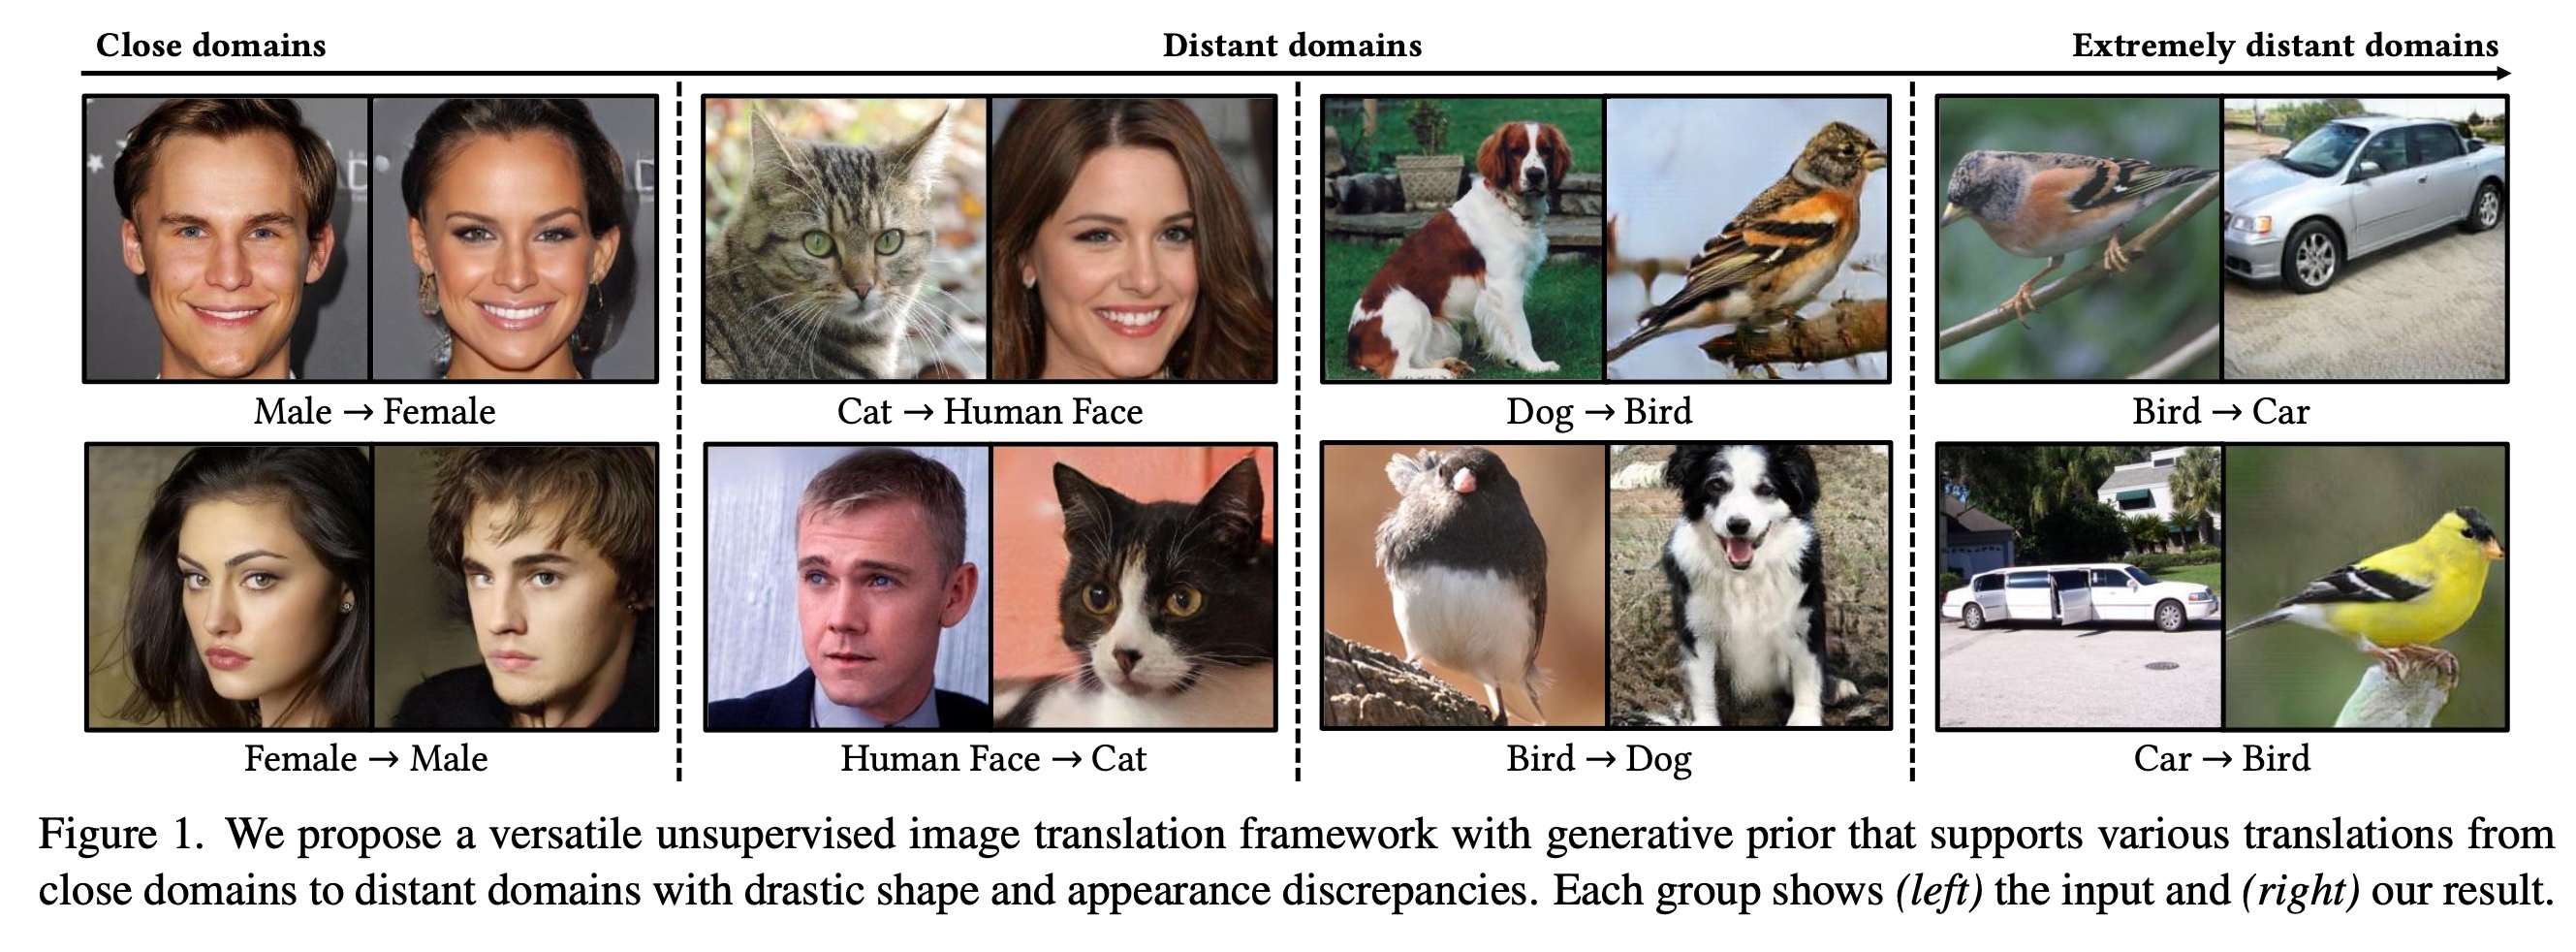 Close domains
Distant domains
Extremely distant domains
Male → Female
Cat → Human Face
Dog → Bird
Bird → Car
Female → Male
Human Face → Cat
Bird → Dog
Car → Bird
Figure 1. We propose a versatile unsupervised image translation framework with generative prior that supports various translations from
close domains to distant domains with drastic shape and appearance discrepancies. Each group shows (left) the input and (right) our result.